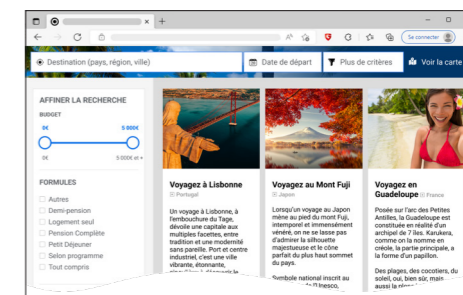 Se connecter
Destination (pays, région, ville)
Date de départ
Plus de critères
Voir la carte
AFFINER LA RECHERCHE
BUDGET
0€
5 000€
0€
5 000€ et +
FORMULES
Autres
Demi-pension
Logement seul
Pension Complète
Petit Déjeuner
Selon programme
Tout compris
Voyagez à Lisbonne
Portugal
Un voyage à Lisbonne, à
l'embouchure du Tage,
dévoile une capitale aux
multiples facettes, entre
tradition et une modernité
sans pareille. Port et centre
industriel, c'est une ville
vibrante, étonnante,
Voyagez au Mont Fuji
Japon
Lorsqu'un voyage au Japon
mène au pied du mont Fuji,
intemporel et immensément
vénéré, on ne se lasse pas
d'admirer la silhouette
majestueuse et le cône
parfait du plus haut sommet
du pays.
Symbole national inscrit au
l'Unesco,
Voyagez en
Guadeloupe France
Posée sur l'arc des Petites
Antilles, la Guadeloupe est
constituée en réalité d'un
archipel de 7 îles. Karukera,
comme on la nomme en
créole, la partie principale, a
la forme d'un papillon.
Des plages, des cocotiers, du
soleil, oui, bien sûr, mais
aussi la